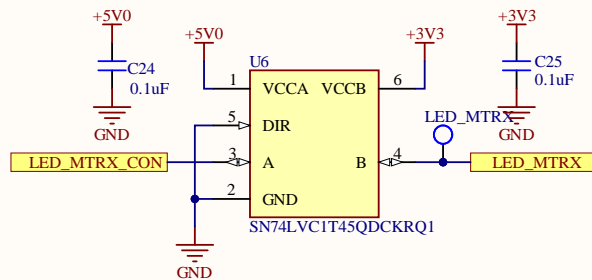 +5V0
+5V0
+3V3
+3V3
U6
C24
0.1uF
C25
0.1uF
1
VCCA
VCCB
6
LED_MTRX
GND
GND
5
DIR
LED_MTRX_CON
3
A
B
4
LED_MTRX
2
GND
SN74LVC1T45QDCKRQ1
GND